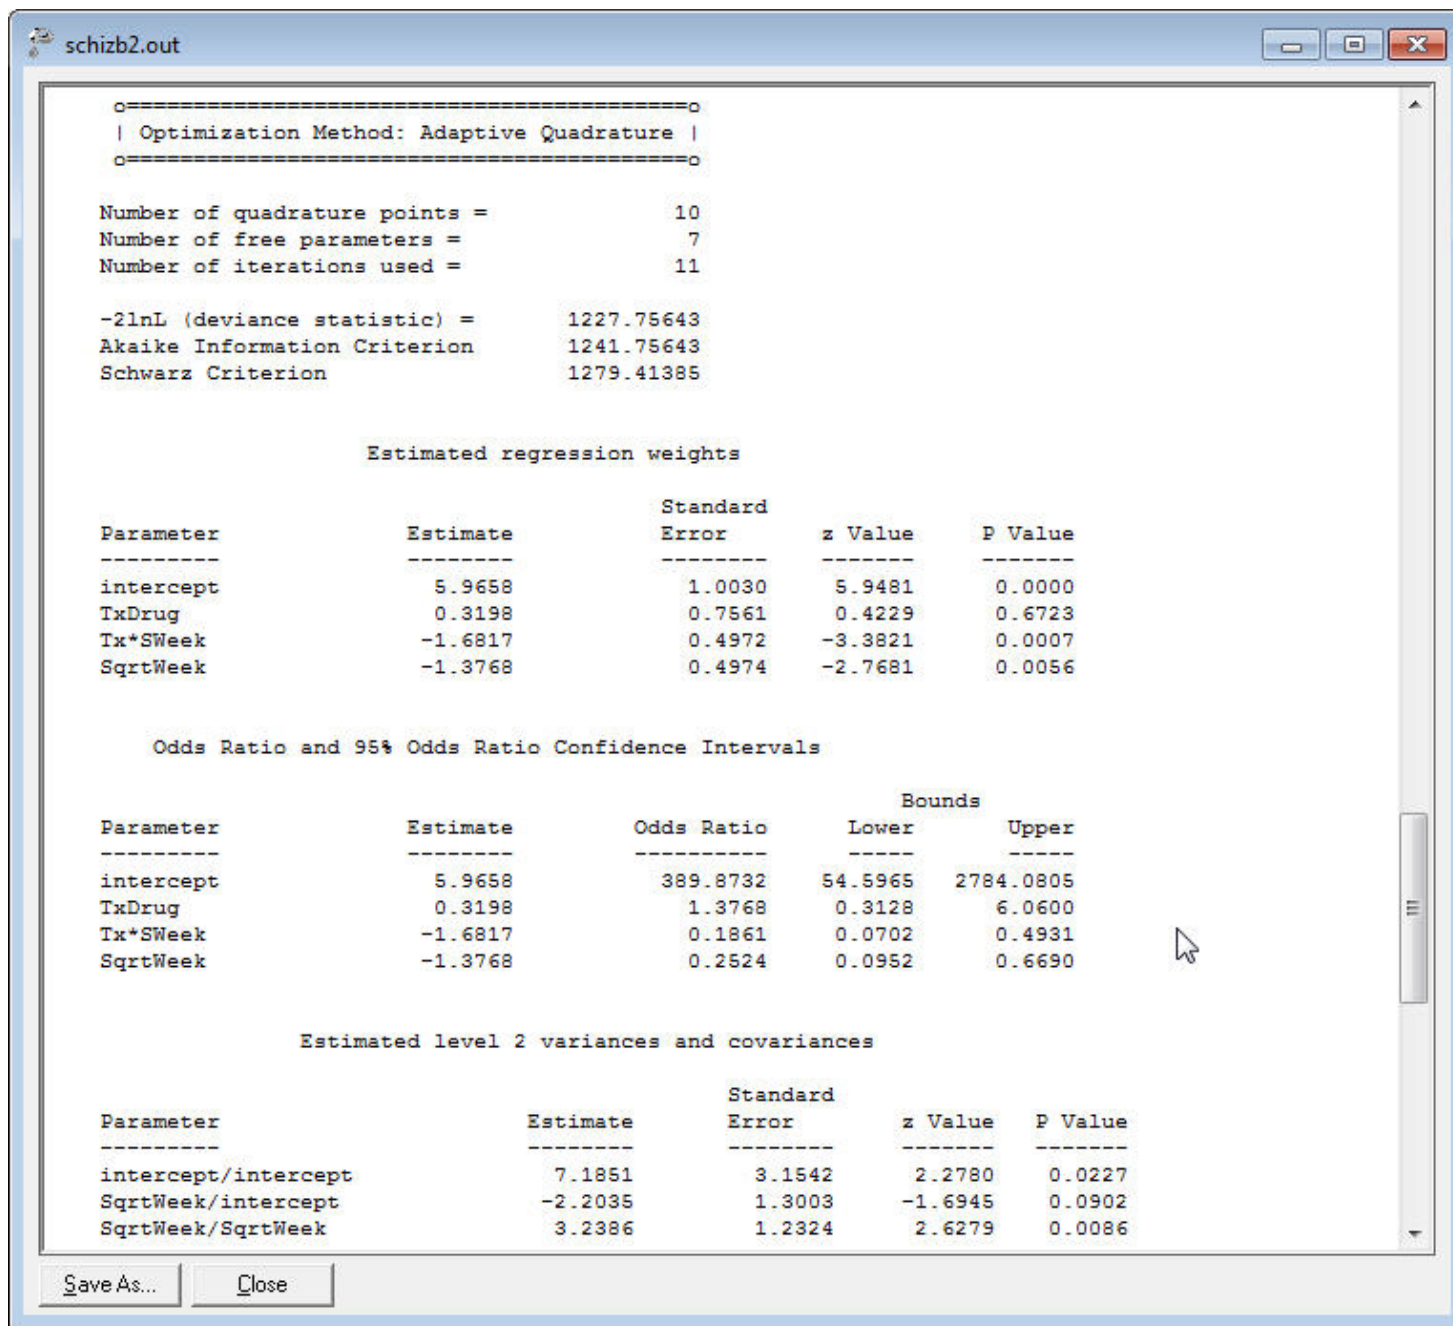 schizb2.out
o==========================================o
| Optimization Method: Adaptive Quadrature |
o==========================================o
Number of quadrature points = 10
Number of free parameters = 7
Number of iterations used = 11
-2lnL (deviance statistic) = 1227.75643
Akaike Information Criterion 1241.75643
Schwarz Criterion 1279.41385
Estimated regression weights
Standard
Parameter Estimate Error z Value P Value
--------- -------- -------- ------- -------
intercept 5.9658 1.0030 5.9481 0.0000
TxDrug 0.3198 0.7561 0.4229 0.6723
Tx*SWeek -1.6817 0.4972 -3.3821 0.0007
SqrtWeek -1.3768 0.4974 -2.7681 0.0056
Odds Ratio and 95% Odds Ratio Confidence Intervals
Bounds
Parameter Estimate Odds Ratio Lower Upper
--------- -------- ---------- ----- -----
intercept 5.9658 389.8732 54.5965 2784.0805
TxDrug 0.3198 1.3768 0.3128 6.0600
Tx*SWeek -1.6817 0.1861 0.0702 0.4931
SqrtWeek -1.3768 0.2524 0.0952 0.6690
Estimated level 2 variances and covariances
Standard
Parameter Estimate Error z Value P Value
--------- -------- -------- ------- -------
intercept/intercept 7.1851 3.1542 2.2780 0.0227
SqrtWeek/intercept -2.2035 1.3003 -1.6945 0.0902
SqrtWeek/SqrtWeek 3.2386 1.2324 2.6279 0.0086
Save As... Close